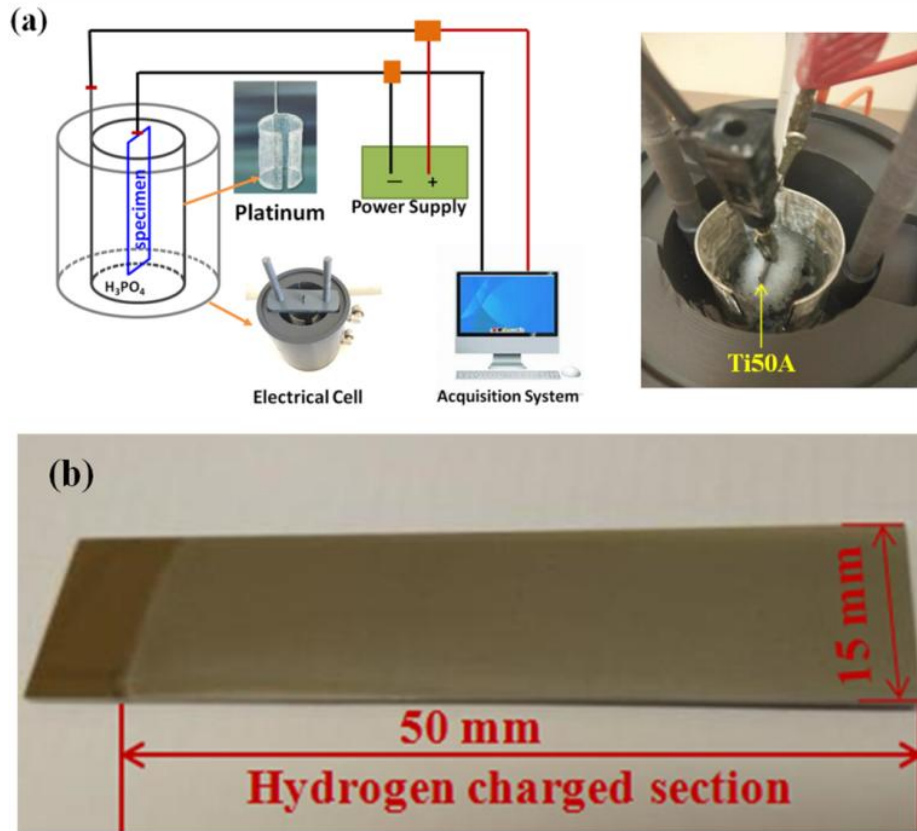 (a)
specimen
H₃PO₄
Platinum
− +
Power Supply
Electrical Cell
Acquisition System
Ti50A
(b)
15 mm
50 mm
Hydrogen charged section